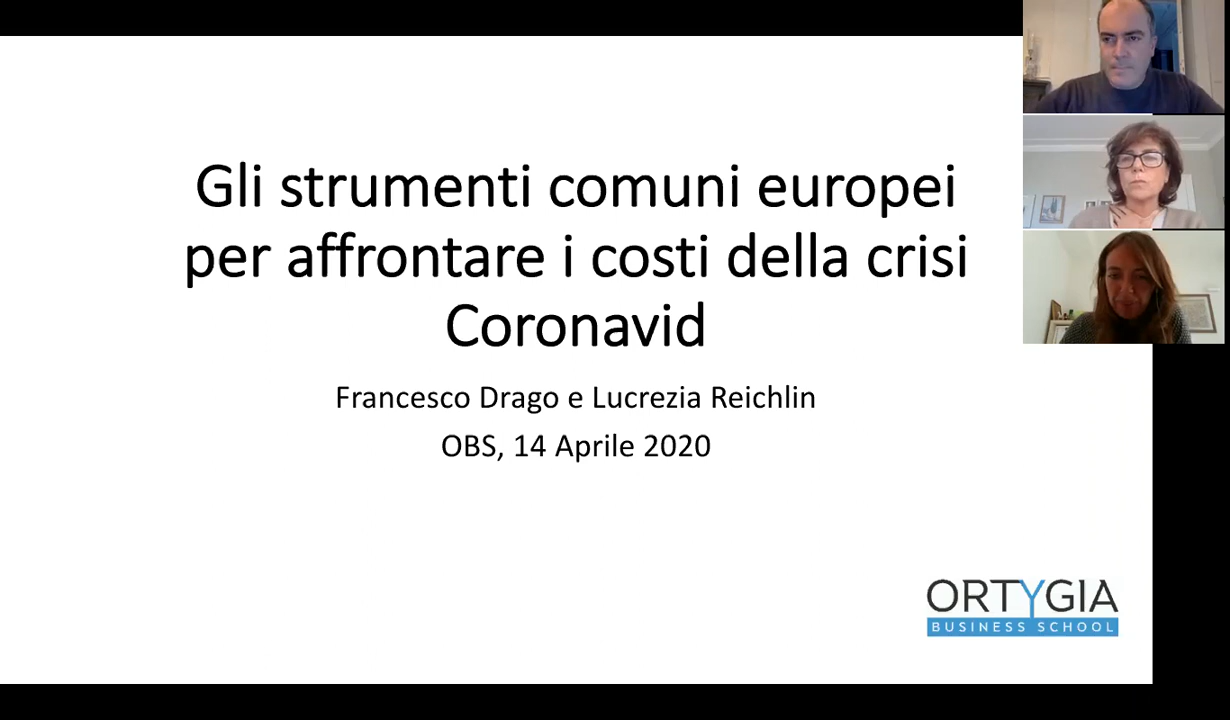 Gli strumenti comuni europei
per affrontare i costi della crisi
Coronavid
Francesco Drago e Lucrezia Reichlin
OBS, 14 Aprile 2020
ORTYGIA
BUSINESS SCHOOL